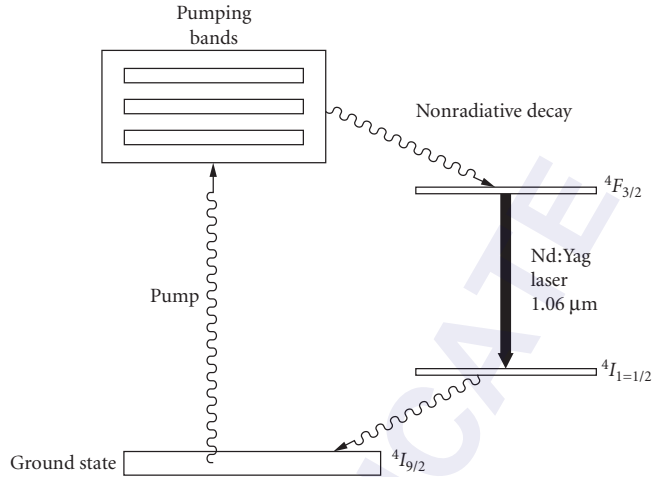 Pumping
bands
Nonradiative decay
⁴F₃/₂
Nd:Yag
laser
1.06 μm
Pump
⁴I₁₌₁/₂
Ground state
⁴I₉/₂
ICATE